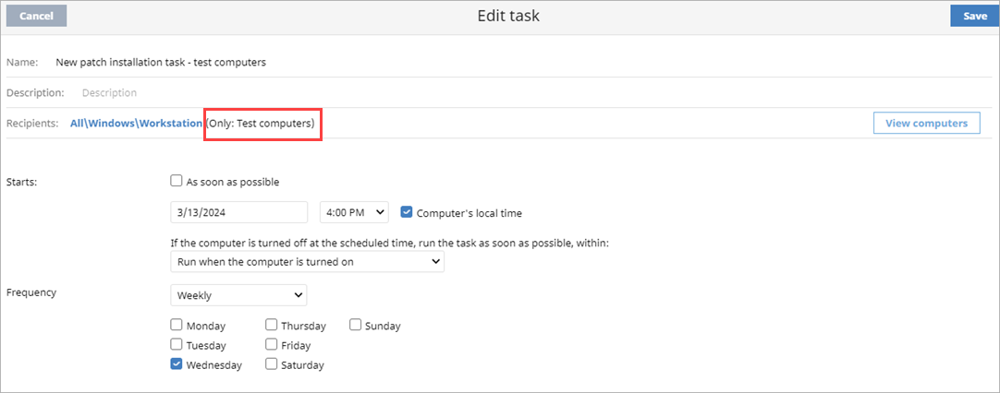 Cancel Edit task Save
Name: New patch installation task - test computers
Description: Description
Recipients: All\Windows\Workstation (Only: Test computers) View computers
Starts: As soon as possible
3/13/2024 4:00 PM Computer's local time
If the computer is turned off at the scheduled time, run the task as soon as possible, within:
Run when the computer is turned on
Frequency Weekly
Monday Thursday Sunday
Tuesday Friday
Wednesday Saturday